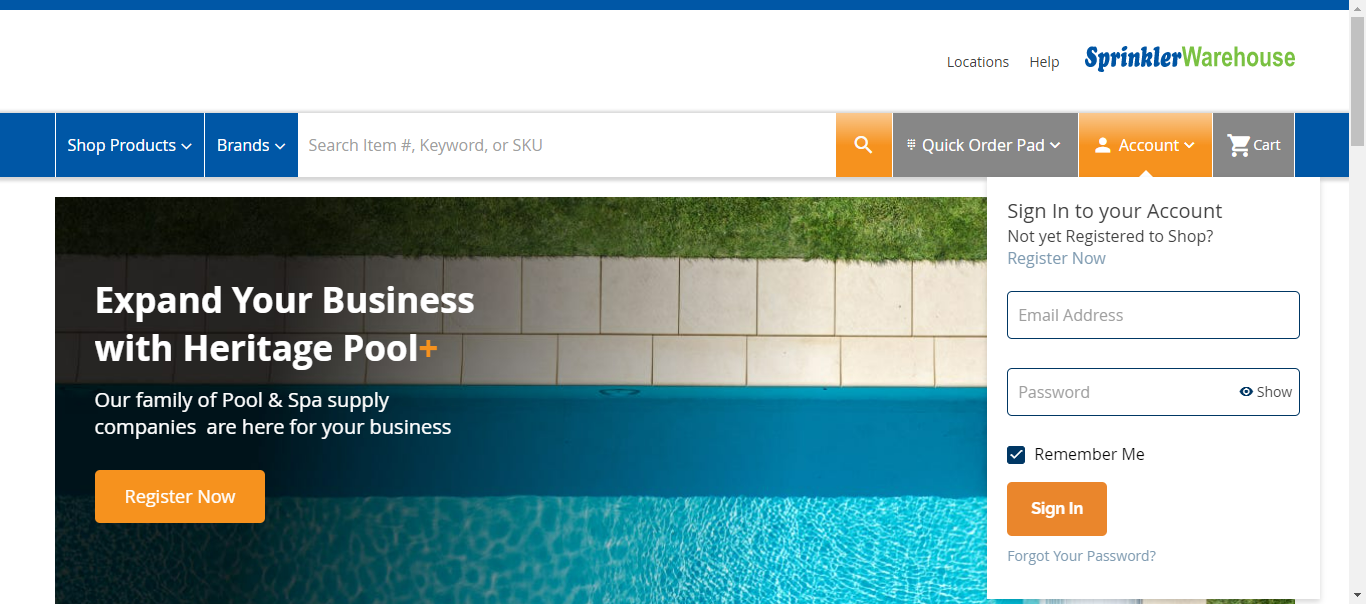 Locations Help SprinklerWarehouse
Shop Products Brands Search Item #, Keyword, or SKU Quick Order Pad Account Cart
Expand Your Business
with Heritage Pool+
Our family of Pool & Spa supply
companies are here for your business
Register Now
Sign In to your Account
Not yet Registered to Shop?
Register Now
Email Address
Password Show
Remember Me
Sign In
Forgot Your Password?